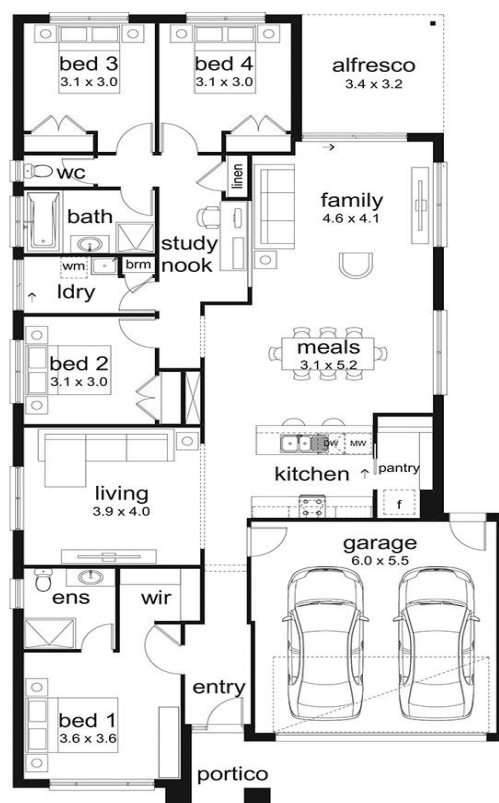 bed 3
3.1 x 3.0
bed 4
3.1 x 3.0
alfresco
3.4 x 3.2
wc
linen
family
4.6 x 4.1
bath
study
nook
wm
brm
ldry
bed 2
3.1 x 3.0
meals
3.1 x 5.2
DW
MW
kitchen
pantry
f
living
3.9 x 4.0
garage
6.0 x 5.5
ens
wir
entry
bed 1
3.6 x 3.6
portico